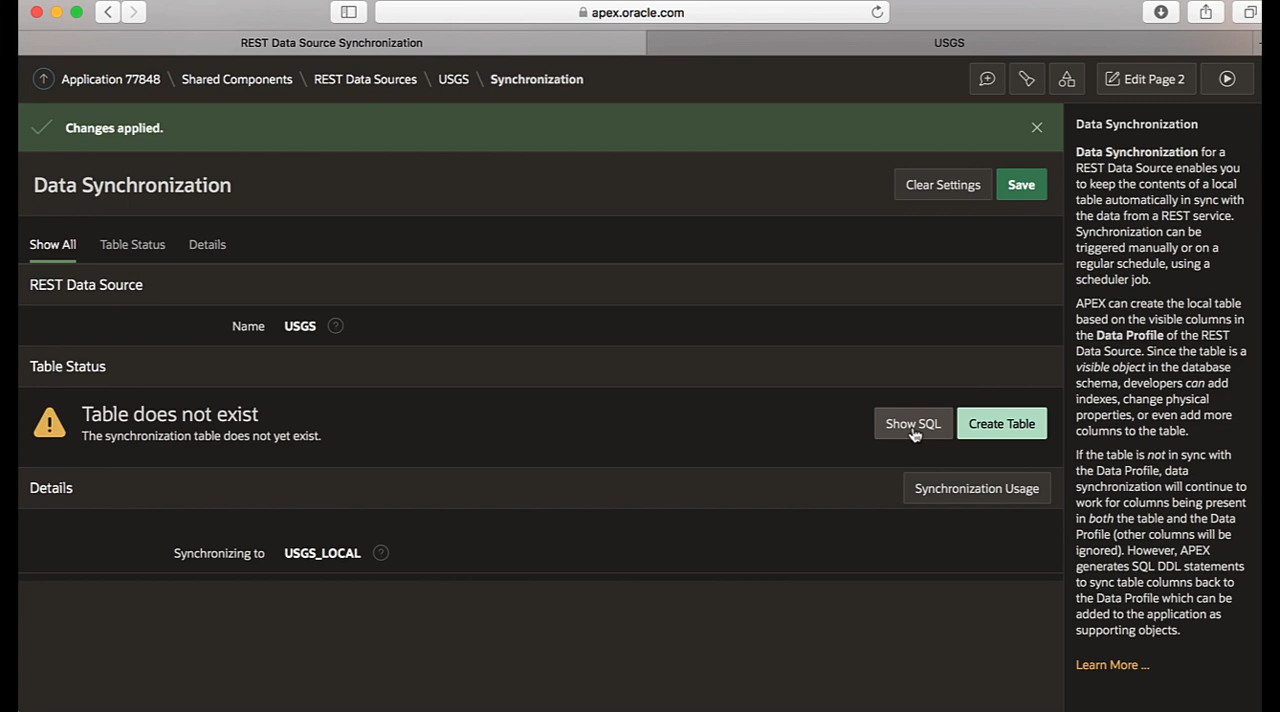 apex.oracle.com
REST Data Source Synchronization
USGS
Application 77848 \ Shared Components \ REST Data Sources \ USGS \ Synchronization
Edit Page 2
Changes applied.
Data Synchronization
Clear Settings
Save
Show All
Table Status
Details
REST Data Source
Name
USGS
Table Status
Table does not exist
The synchronization table does not yet exist.
Show SQL
Create Table
Details
Synchronization Usage
Synchronizing to
USGS_LOCAL
Data Synchronization
Data Synchronization for a
REST Data Source enables you
to keep the contents of a local
table automatically in sync with
the data from a REST service.
Synchronization can be
triggered manually or on a
regular schedule, using a
scheduler job.
APEX can create the local table
based on the visible columns in
the Data Profile of the REST
Data Source. Since the table is a
visible object in the database
schema, developers can add
indexes, change physical
properties, or even add more
columns to the table.
If the table is not in sync with
the Data Profile, data
synchronization will continue to
work for columns being present
in both the table and the Data
Profile (other columns will be
ignored). However, APEX
generates SQL DDL statements
to sync table columns back to
the Data Profile which can be
added to the application as
supporting objects.
Learn More ...